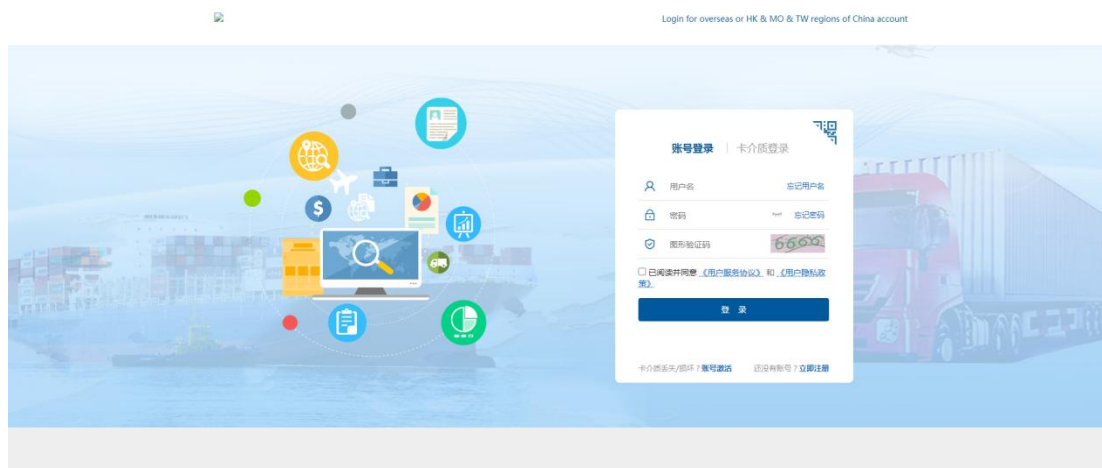 Login for overseas or HK & MO & TW regions of China account
账号登录 | 卡介质登录
用户名 忘记用户名
密码 忘记密码
图形验证码 6666
已阅读并同意 《用户服务协议》 和 《用户隐私政
策》
登 录
卡介质丢失/损坏？账号激活 还没有账号？立即注册